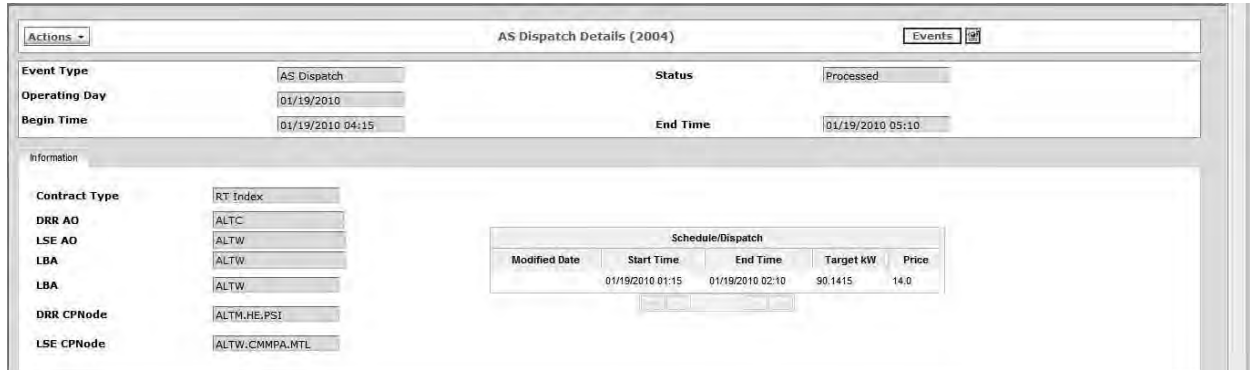 Actions
AS Dispatch Details (2004)
Events
Event Type AS Dispatch Status Processed
Operating Day 01/19/2010
Begin Time 01/19/2010 04:15 End Time 01/19/2010 05:10
Information
Contract Type RT Index
DRR AO ALTC
LSE AO ALTW
LBA ALTW
LBA ALTW
DRR CPNode ALTM.HE.PSI
LSE CPNode ALTW.CMMPA.MTL
Schedule/Dispatch
Modified Date Start Time End Time Target kW Price
01/19/2010 01:15 01/19/2010 02:10 90.1415 14.0